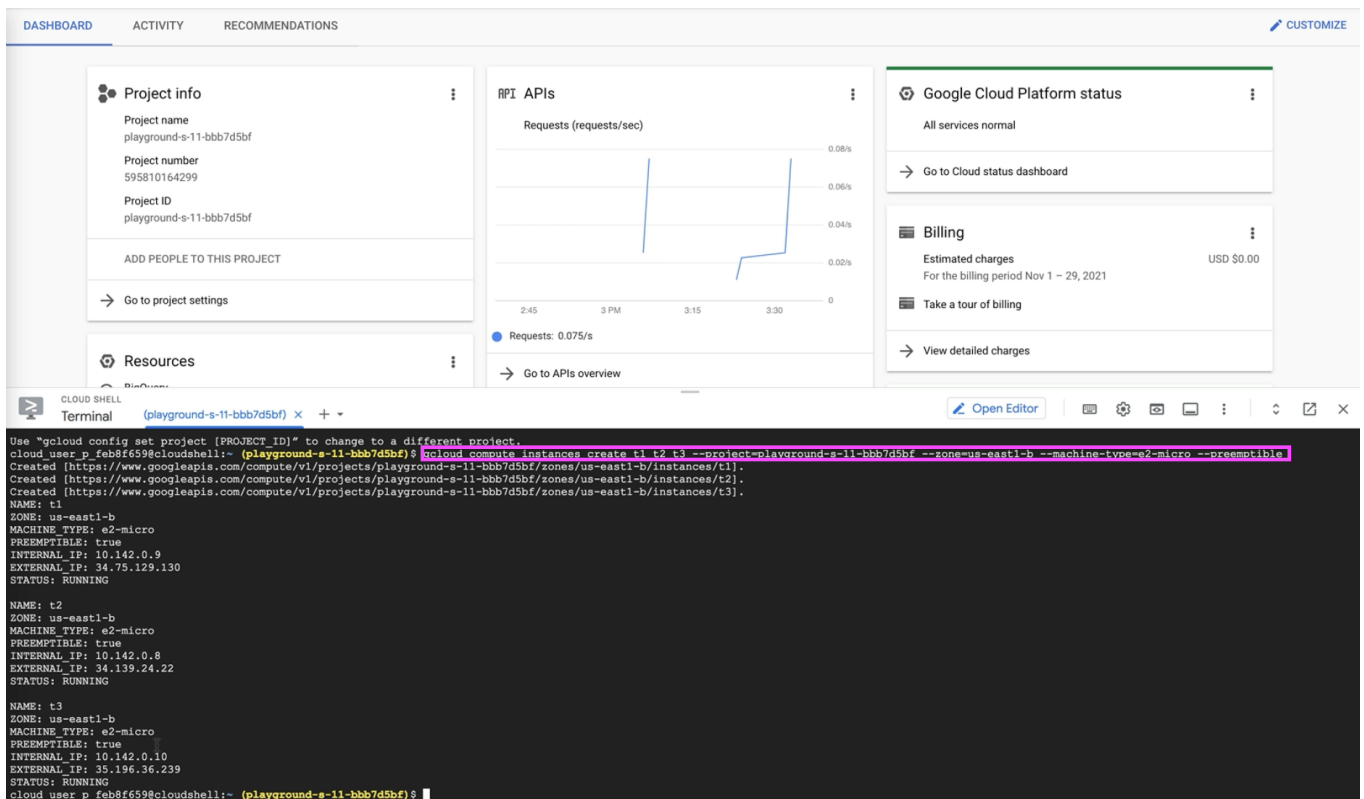 DASHBOARD ACTIVITY RECOMMENDATIONS CUSTOMIZE
Project info
Project name
playground-s-11-bbb7d5bf
Project number
595810164299
Project ID
playground-s-11-bbb7d5bf
ADD PEOPLE TO THIS PROJECT
Go to project settings
Resources
BigQuery
API APIs
Requests (requests/sec)
0.08/s
0.06/s
0.04/s
0.02/s
0
2:45 3 PM 3:15 3:30
Requests: 0.075/s
Go to APIs overview
Google Cloud Platform status
All services normal
Go to Cloud status dashboard
Billing
Estimated charges USD $0.00
For the billing period Nov 1 – 29, 2021
Take a tour of billing
View detailed charges
CLOUD SHELL
Terminal (playground-s-11-bbb7d5bf) Open Editor
Use "gcloud config set project [PROJECT_ID]" to change to a different project.
cloud_user_p_feb8f659@cloudshell:~ (playground-s-11-bbb7d5bf)$ gcloud compute instances create t1 t2 t3 --project=playground-s-11-bbb7d5bf --zone=us-east1-b --machine-type=e2-micro --preemptible
Created [https://www.googleapis.com/compute/v1/projects/playground-s-11-bbb7d5bf/zones/us-east1-b/instances/t1].
Created [https://www.googleapis.com/compute/v1/projects/playground-s-11-bbb7d5bf/zones/us-east1-b/instances/t2].
Created [https://www.googleapis.com/compute/v1/projects/playground-s-11-bbb7d5bf/zones/us-east1-b/instances/t3].
NAME: t1
ZONE: us-east1-b
MACHINE_TYPE: e2-micro
PREEMPTIBLE: true
INTERNAL_IP: 10.142.0.9
EXTERNAL_IP: 34.75.129.130
STATUS: RUNNING
NAME: t2
ZONE: us-east1-b
MACHINE_TYPE: e2-micro
PREEMPTIBLE: true
INTERNAL_IP: 10.142.0.8
EXTERNAL_IP: 34.139.24.22
STATUS: RUNNING
NAME: t3
ZONE: us-east1-b
MACHINE_TYPE: e2-micro
PREEMPTIBLE: true
INTERNAL_IP: 10.142.0.10
EXTERNAL_IP: 35.196.36.239
STATUS: RUNNING
cloud_user_p_feb8f659@cloudshell:~ (playground-s-11-bbb7d5bf)$